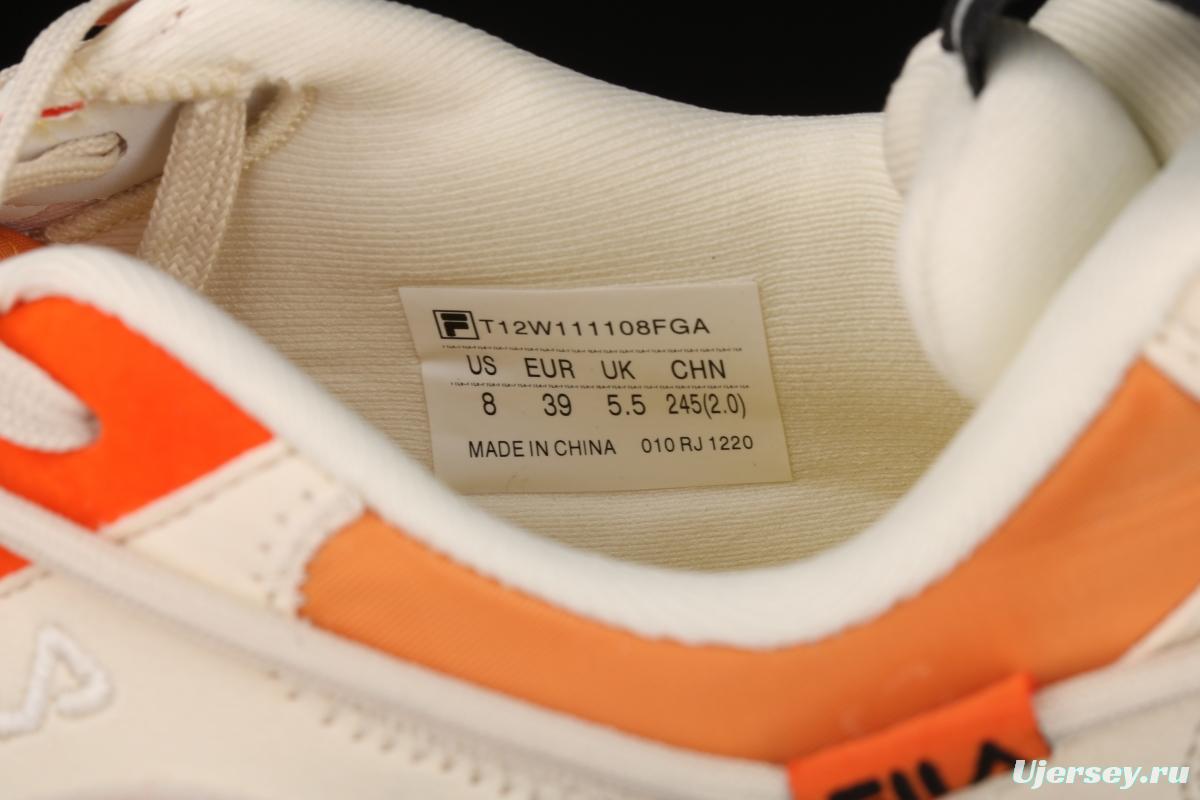 T12W111108FGA
US EUR UK CHN
8 39 5.5 245(2.0)
MADE IN CHINA 010 RJ 1220
FILA
Ujersey.ru